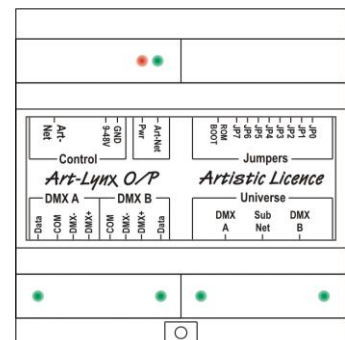 Art-Net
9-48V
GND
Pwr
Art-Net
BOOT
ROM
JP7
JP6
JP5
JP4
JP3
JP2
JP1
JP0
Control
Jumpers
Art-Lynx O/P
Artistic Licence
DMX A
DMX B
Universe
Data
COM
DMX-
DMX+
COM
DMX-
DMX+
Data
DMX A
Sub Net
DMX B